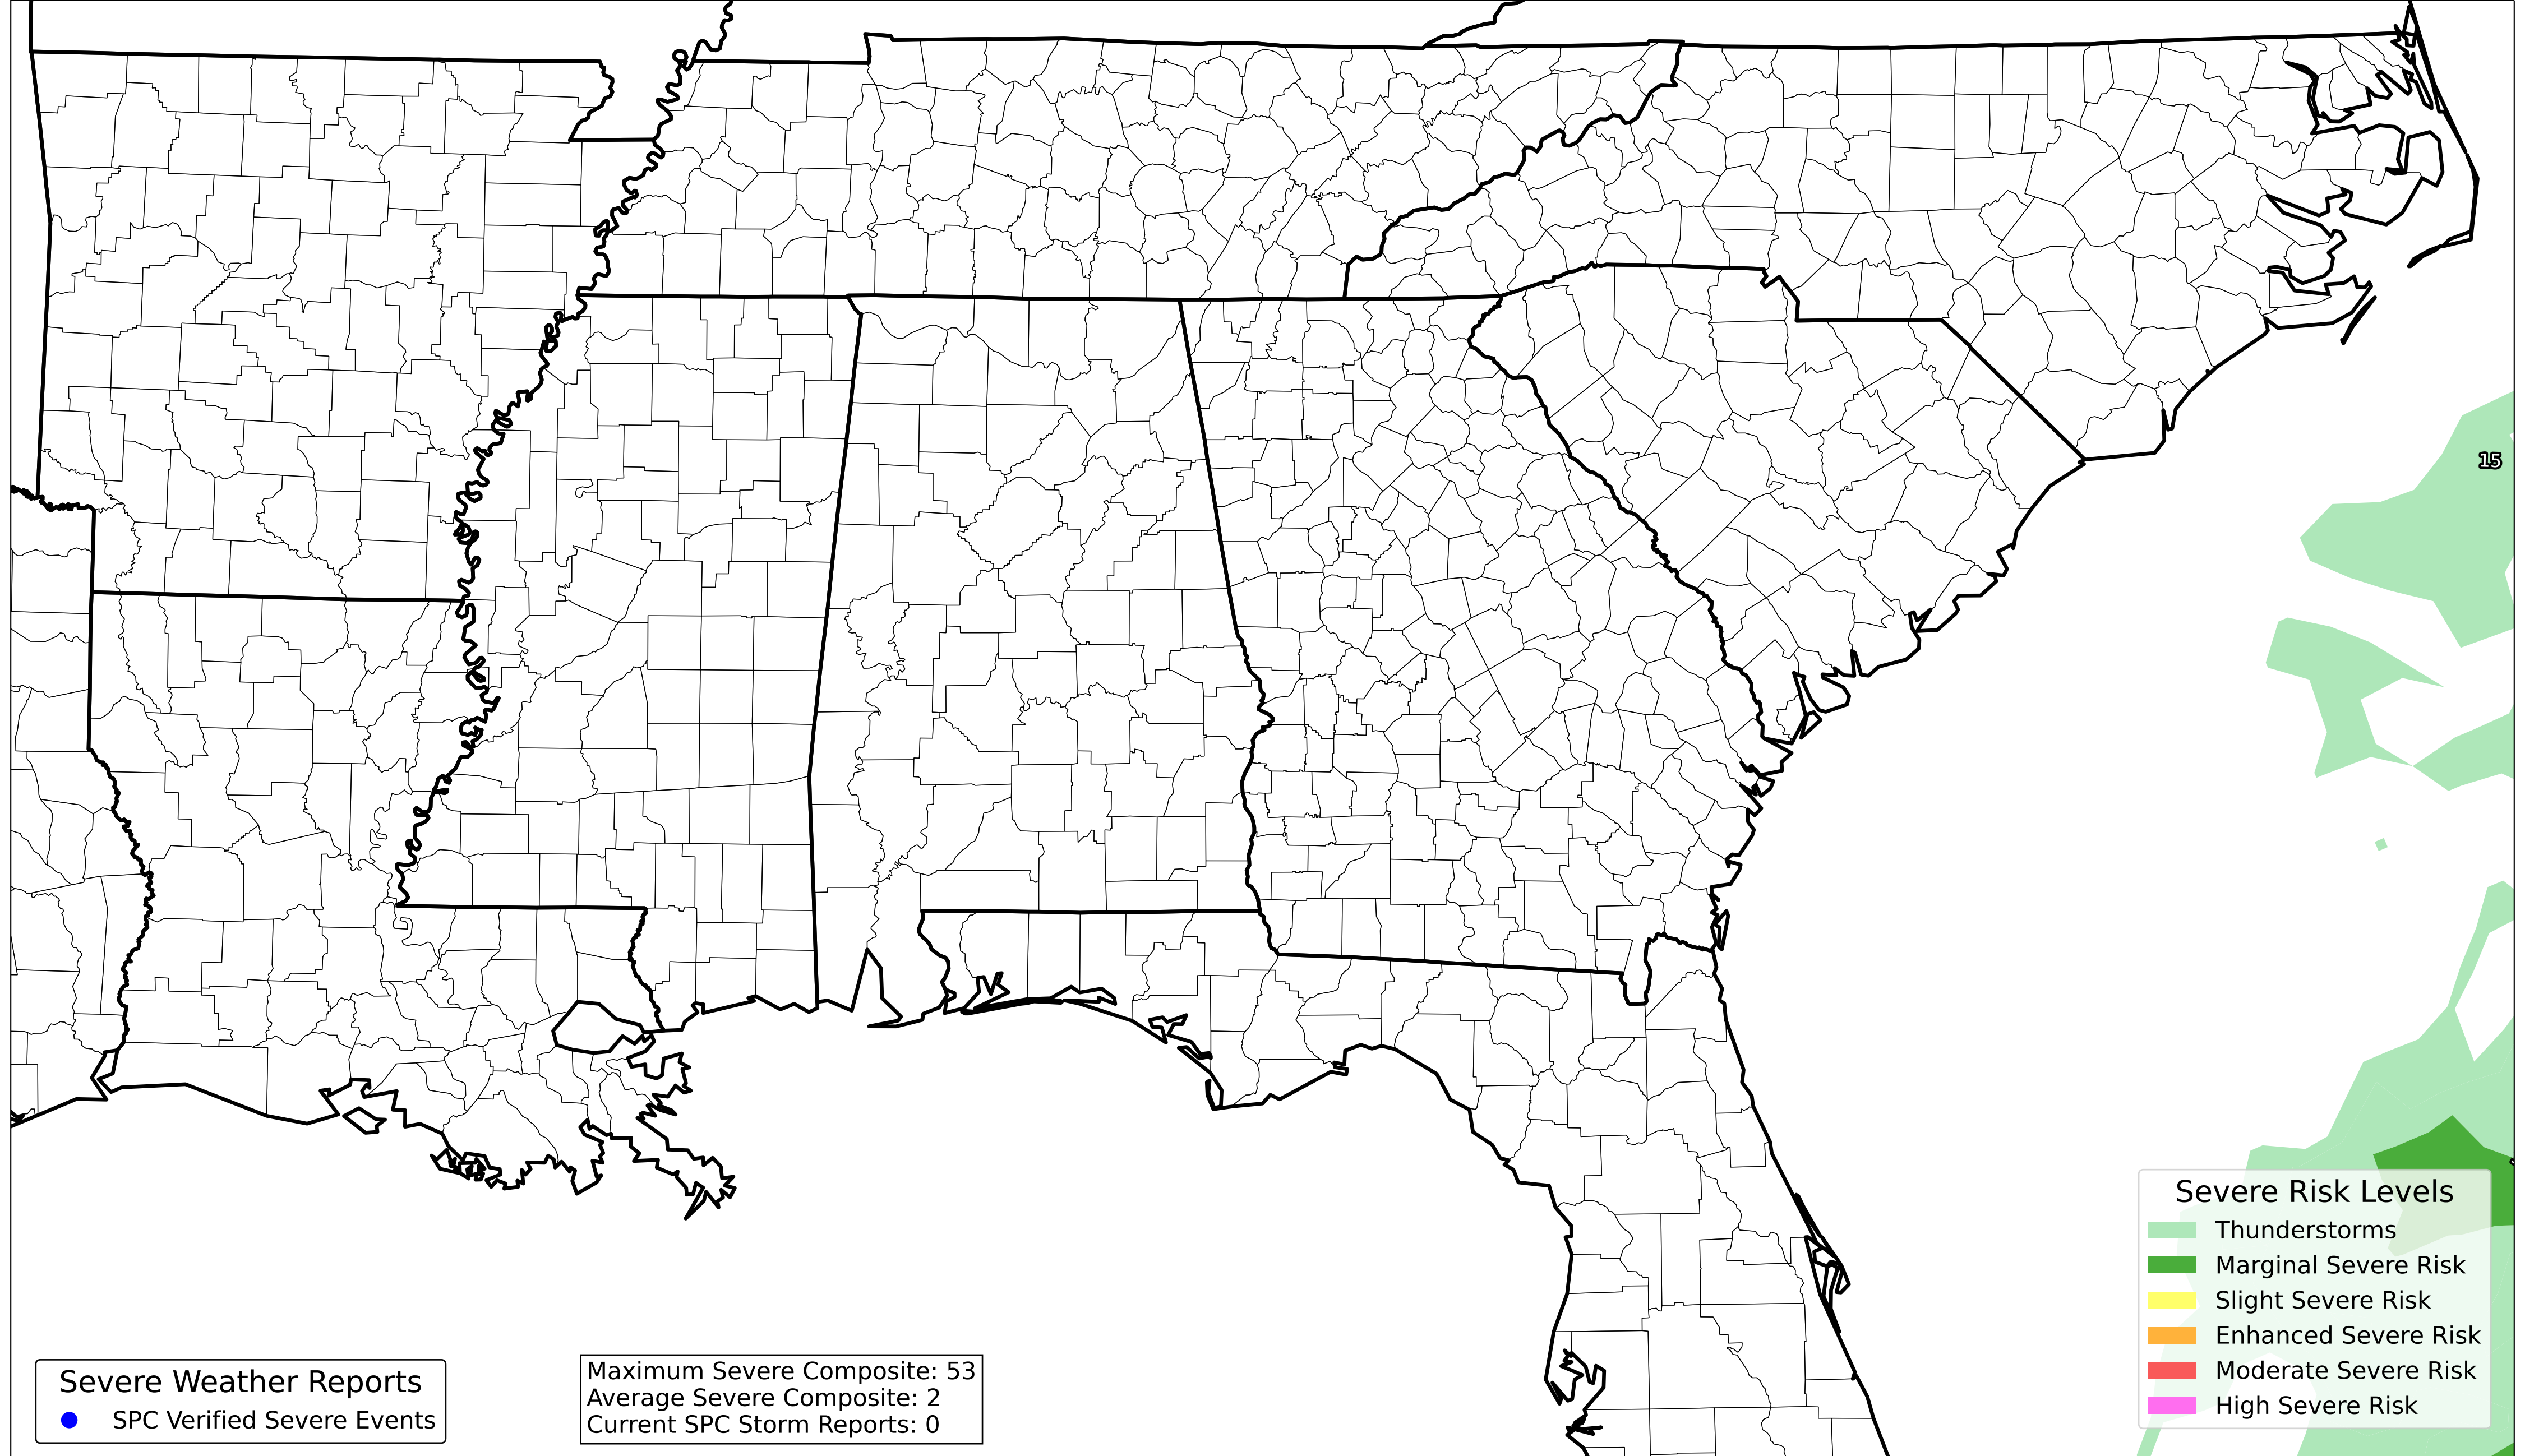 15
Severe Risk Levels
Thunderstorms
Marginal Severe Risk
Slight Severe Risk
Enhanced Severe Risk
Moderate Severe Risk
High Severe Risk
Severe Weather Reports
SPC Verified Severe Events
Maximum Severe Composite: 53
Average Severe Composite: 2
Current SPC Storm Reports: 0